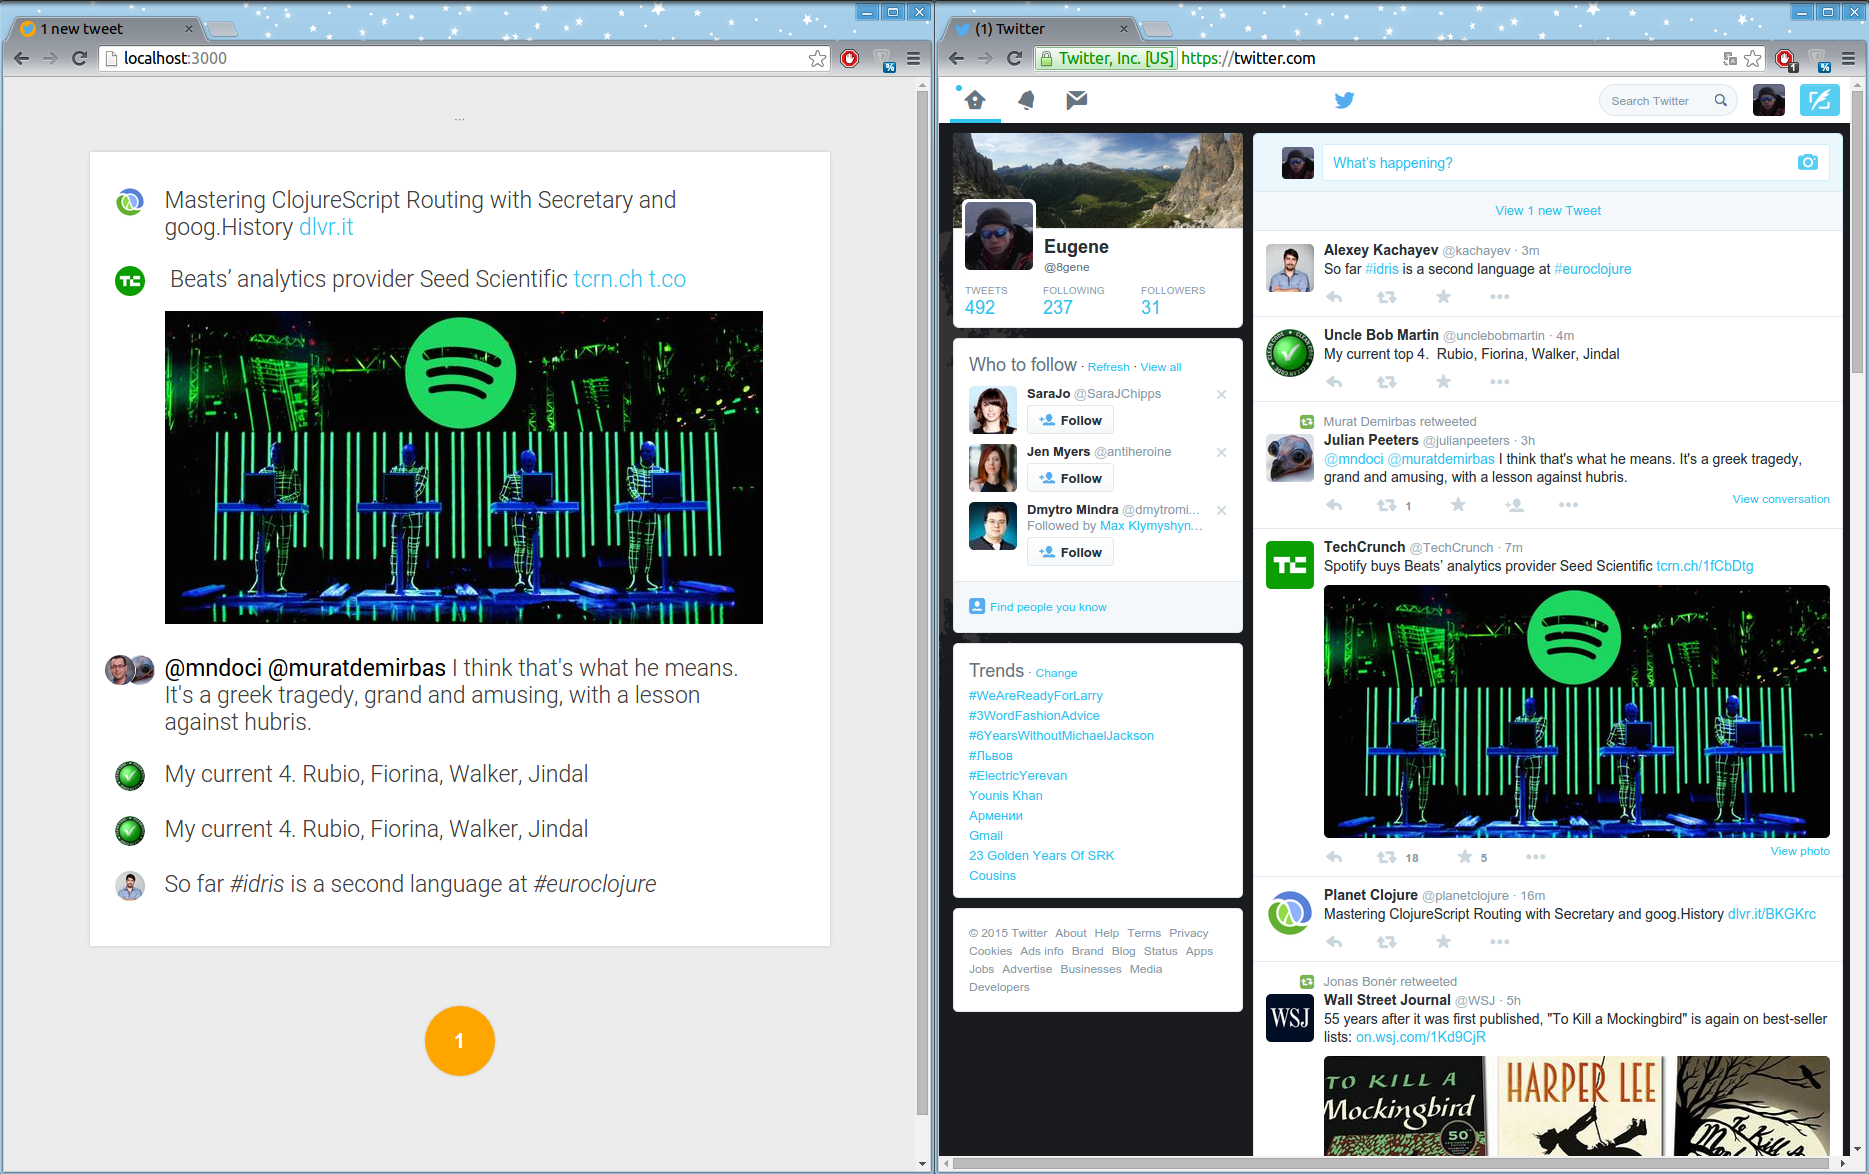 1 new tweet
localhost:3000
%
...
Mastering ClojureScript Routing with Secretary and
goog.History dlvr.it
TC
Beats’ analytics provider Seed Scientific tcrn.ch t.co
@mndoci @muratdemirbas I think that's what he means.
It's a greek tragedy, grand and amusing, with a lesson
against hubris.
My current 4. Rubio, Fiorina, Walker, Jindal
My current 4. Rubio, Fiorina, Walker, Jindal
So far #idris is a second language at #euroclojure
1
(1) Twitter
Twitter, Inc. [US] https://twitter.com
1
%
Search Twitter
Eugene
@8gene
TWEETS FOLLOWING FOLLOWERS
492 237 31
Who to follow · Refresh · View all
SaraJo @SaraJChipps
Follow
Jen Myers @antiheroine
Follow
Dmytro Mindra @dmytromi...
Followed by Max Klymyshyn...
Follow
Find people you know
Trends · Change
#WeAreReadyForLarry
#3WordFashionAdvice
#6YearsWithoutMichaelJackson
#Львов
#ElectricYerevan
Younis Khan
Армении
Gmail
23 Golden Years Of SRK
Cousins
© 2015 Twitter About Help Terms Privacy
Cookies Ads info Brand Blog Status Apps
Jobs Advertise Businesses Media
Developers
What's happening?
View 1 new Tweet
Alexey Kachayev @kachayev · 3m
So far #idris is a second language at #euroclojure
Uncle Bob Martin @unclebobmartin · 4m
My current top 4.  Rubio, Fiorina, Walker, Jindal
Murat Demirbas retweeted
Julian Peeters @julianpeeters · 3h
@mndoci @muratdemirbas I think that's what he means. It's a greek tragedy,
grand and amusing, with a lesson against hubris.
1
View conversation
TC
TechCrunch @TechCrunch · 7m
Spotify buys Beats’ analytics provider Seed Scientific tcrn.ch/1fCbDtg
18 5
View photo
Planet Clojure @planetclojure · 16m
Mastering ClojureScript Routing with Secretary and goog.History dlvr.it/BKGKrc
Jonas Bonér retweeted
WSJ
Wall Street Journal @WSJ · 5h
55 years after it was first published, "To Kill a Mockingbird" is again on best-seller
lists: on.wsj.com/1Kd9CjR
TO KILL A
Mockingbird
50
HARPER LEE
To Kill a